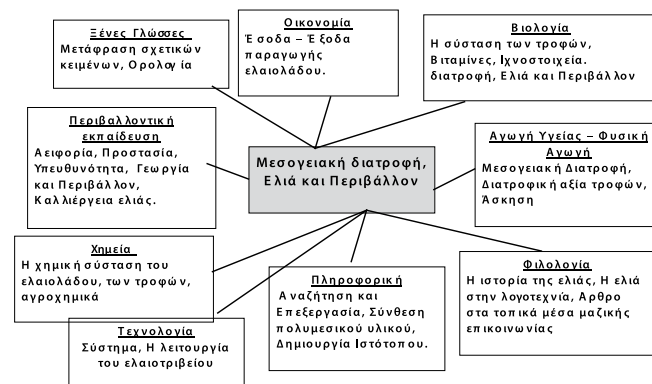 Ξένες Γλώσσες
Μετάφραση σχετικών
κειμένων, Ορολογία
Οικονομία
Έσοδα – Έξοδα
παραγωγής
ελαιολάδου.
Βιολογία
Η σύσταση των τροφών,
Βιταμίνες, Ιχνοστοιχεία.
διατροφή, Ελιά και Περιβάλλον
Περιβαλλοντική
εκπαίδευση
Αειφορία, Προστασία,
Υπευθυνότητα, Γεωργία
και Περιβάλλον,
Καλλιέργεια ελιάς.
Μεσογειακή διατροφή,
Ελιά και Περιβάλλον
Αγωγή Υγείας – Φυσική
Αγωγή
Μεσογειακή Διατροφή,
Διατροφική αξία τροφών,
Άσκηση
Χημεία
Η χημική σύσταση του
ελαιολάδου, των τροφών,
αγροχημικά
Τεχνολογία
Σύστημα, Η λειτουργία
του ελαιοτριβείου
Πληροφορική
Αναζήτηση και
Επεξεργασία, Σύνθεση
πολυμεσικού υλικού,
Δημιουργία Ιστότοπου.
Φιλολογία
Η ιστορία της ελιάς, Η ελιά
στην λογοτεχνία, Αρθρο
στα τοπικά μέσα μαζικής
επικοινωνίας